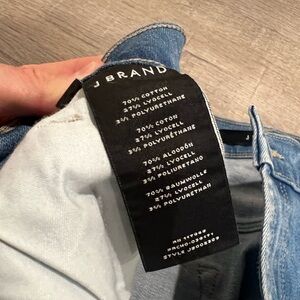 J BRAND
70% COTTON
27% LYOCELL
3% POLYURETHANE
70% COTON
27% LYOCELL
3% POLYURÉTHANE
70% ALGODÓN
27% LYOCELL
3% POLIURETANO
70% BAUMWOLLE
27% LYOCELL
3% POLYURETHAN
STYLE